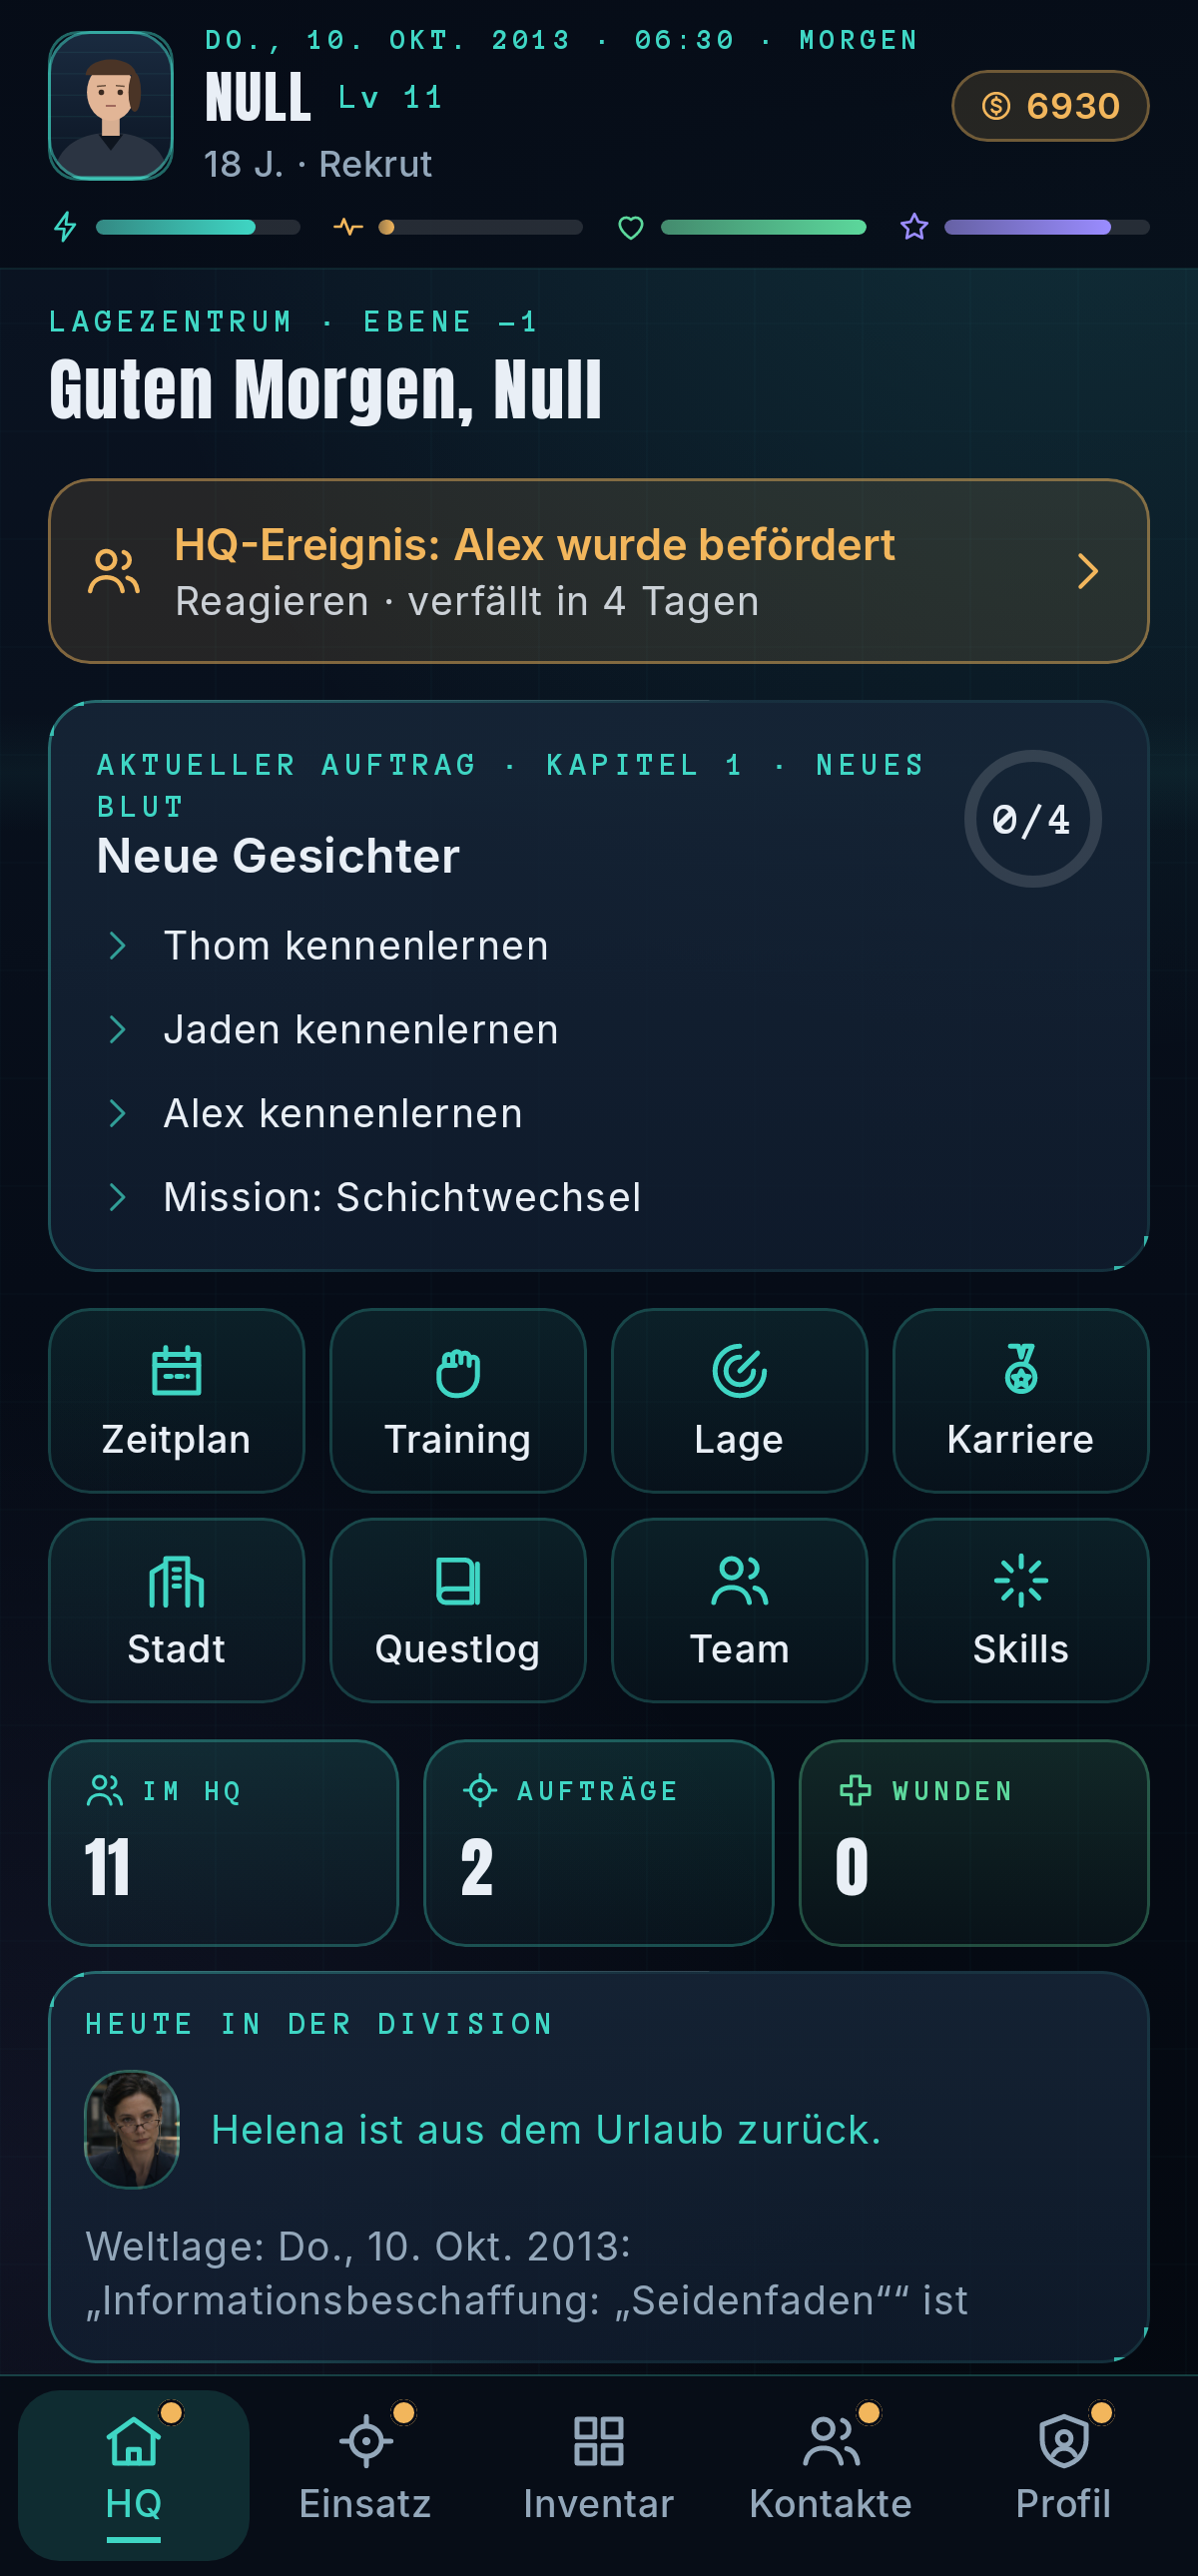 DO., 10. OKT. 2013 · 06:30 · MORGEN
NULL Lv 11
6930
18 J. · Rekrut
LAGEZENTRUM · EBENE −1
Guten Morgen, Null
HQ-Ereignis: Alex wurde befördert
Reagieren · verfällt in 4 Tagen
AKTUELLER AUFTRAG · KAPITEL 1 · NEUES
BLUT
0/4
Neue Gesichter
Thom kennenlernen
Jaden kennenlernen
Alex kennenlernen
Mission: Schichtwechsel
Zeitplan Training Lage Karriere
Stadt Questlog Team Skills
IM HQ AUFTRÄGE WUNDEN
11 2 0
HEUTE IN DER DIVISION
Helena ist aus dem Urlaub zurück.
Weltlage: Do., 10. Okt. 2013:
„Informationsbeschaffung: „Seidenfaden““ ist
HQ Einsatz Inventar Kontakte Profil